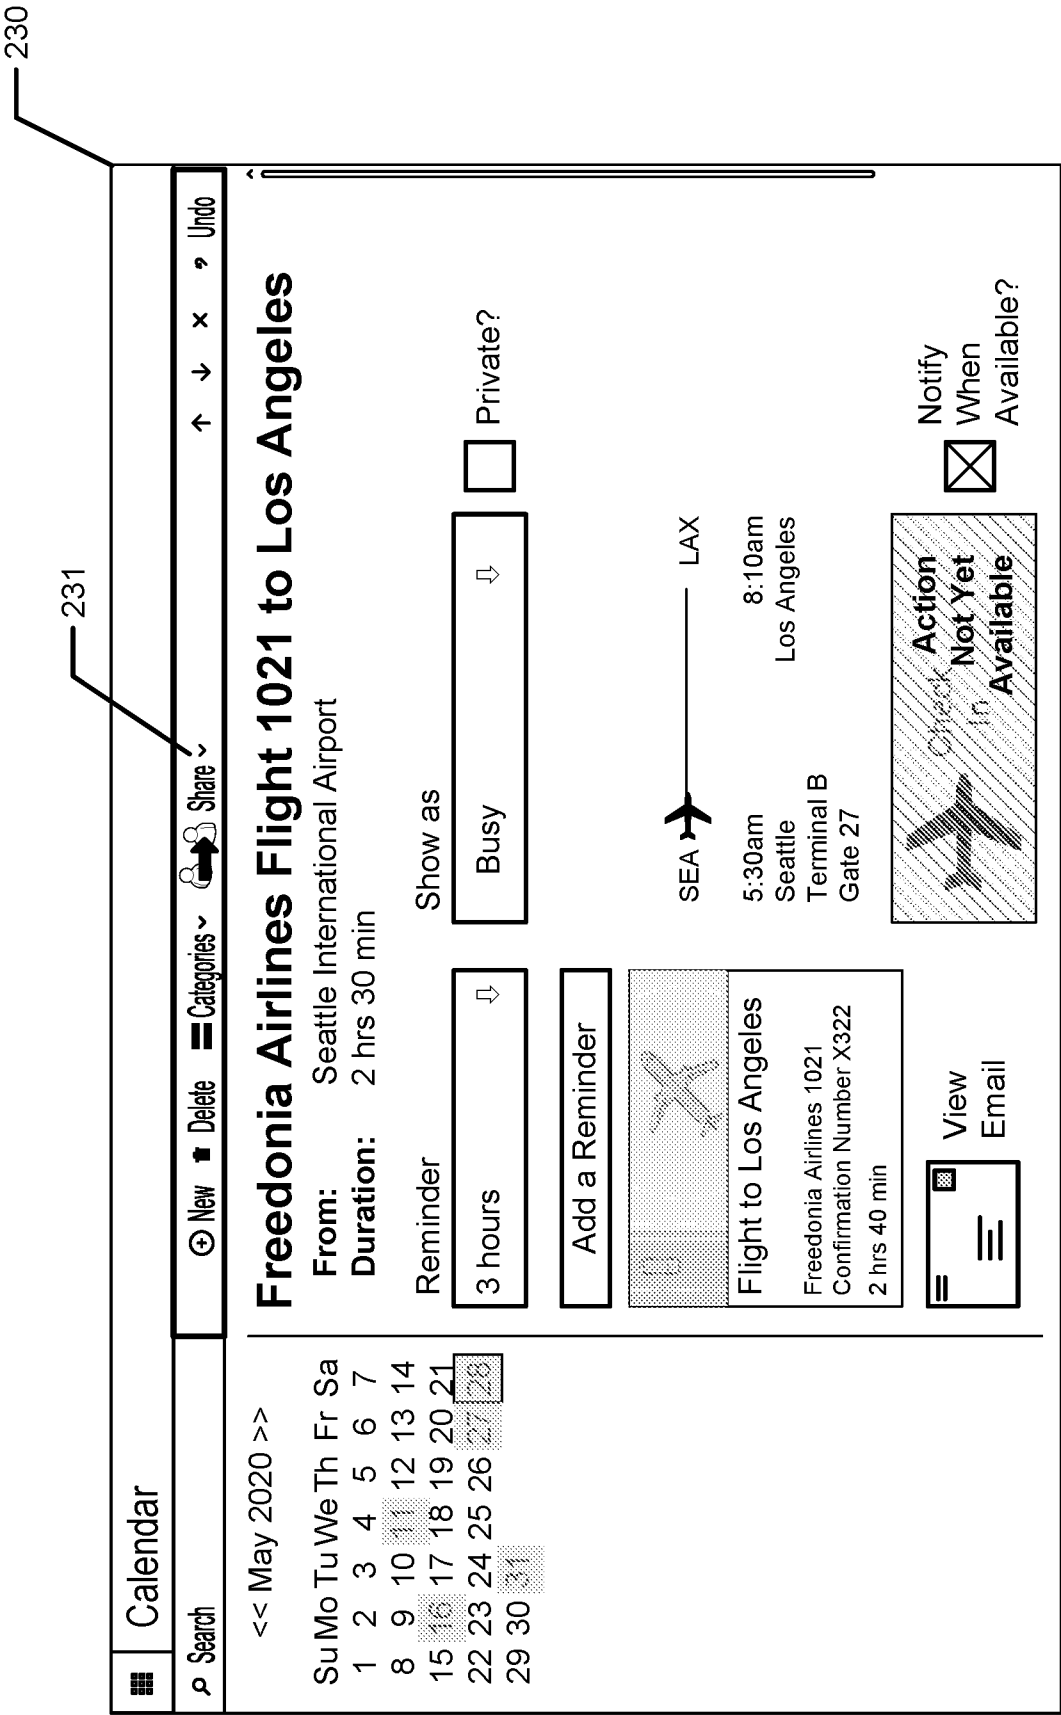 230
231
Calendar
Search
New Delete Categories Share Undo
<< May 2020 >>
Su Mo Tu We Th Fr Sa
1 2 3 4 5 6 7
8 9 10 11 12 13 14
15 16 17 18 19 20 21
22 23 24 25 26 27 28
29 30 31
Freedonia Airlines Flight 1021 to Los Angeles
From: Seattle International Airport
Duration: 2 hrs 30 min
Reminder
3 hours
Show as
Busy
Private?
Add a Reminder
Flight to Los Angeles
Freedonia Airlines 1021
Confirmation Number X322
2 hrs 40 min
SEA LAX
5:30am 8:10am
Seattle Los Angeles
Terminal B
Gate 27
View
Email
Check
In
Action
Not Yet
Available
Notify
When
Available?